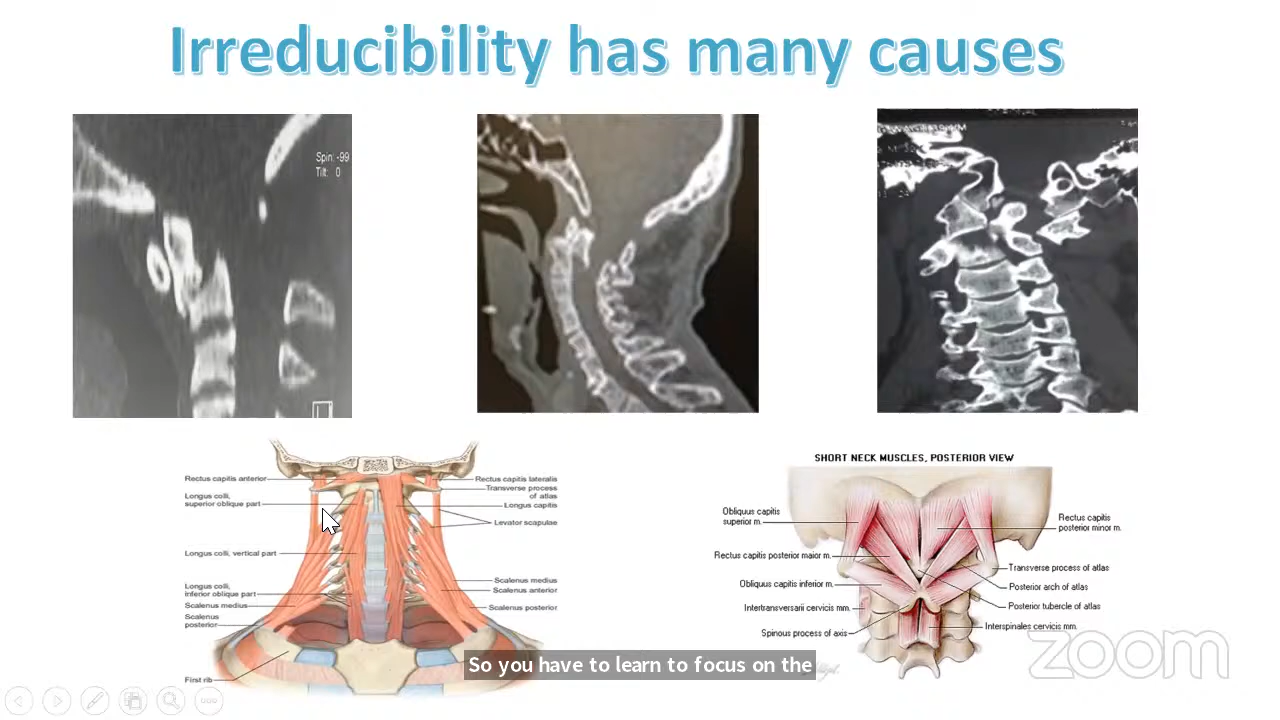 Irreducibility has many causes
Spin: -99
Tilt: 0
L
Rectus capitis anterior
Longus colli,
superior oblique part
Longus colli, vertical part
Longus colli,
inferior oblique part
Scalenus medius
Scalenus
posterior
First rib
Rectus capitis lateralis
Transverse process
of atlas
Longus capitis
Levator scapulae
Scalenus medius
Scalenus anterior
Scalenus posterior
SHORT NECK MUSCLES, POSTERIOR VIEW
Obliquus capitis
superior m.
Rectus capitis posterior maior m.
Obliquus capitis inferior m.
Intertransversarii cervicis mm.
Spinous process of axis
Rectus capitis
posterior minor m.
Transverse process of atlas
Posterior arch of atlas
Posterior tubercle of atlas
Interspinales cervicis mm.
So you have to learn to focus on the
zoom